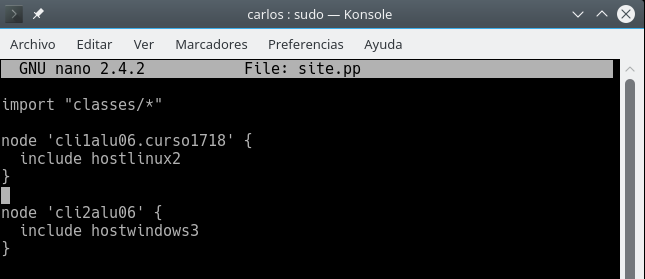 carlos : sudo — Konsole
Archivo Editar Ver Marcadores Preferencias Ayuda
GNU nano 2.4.2 File: site.pp
import "classes/*"
node 'cli1alu06.curso1718' {
include hostlinux2
}
node 'cli2alu06' {
include hostwindows3
}